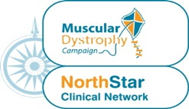 Muscular
Dystrophy
Campaign
NorthStar
Clinical Network